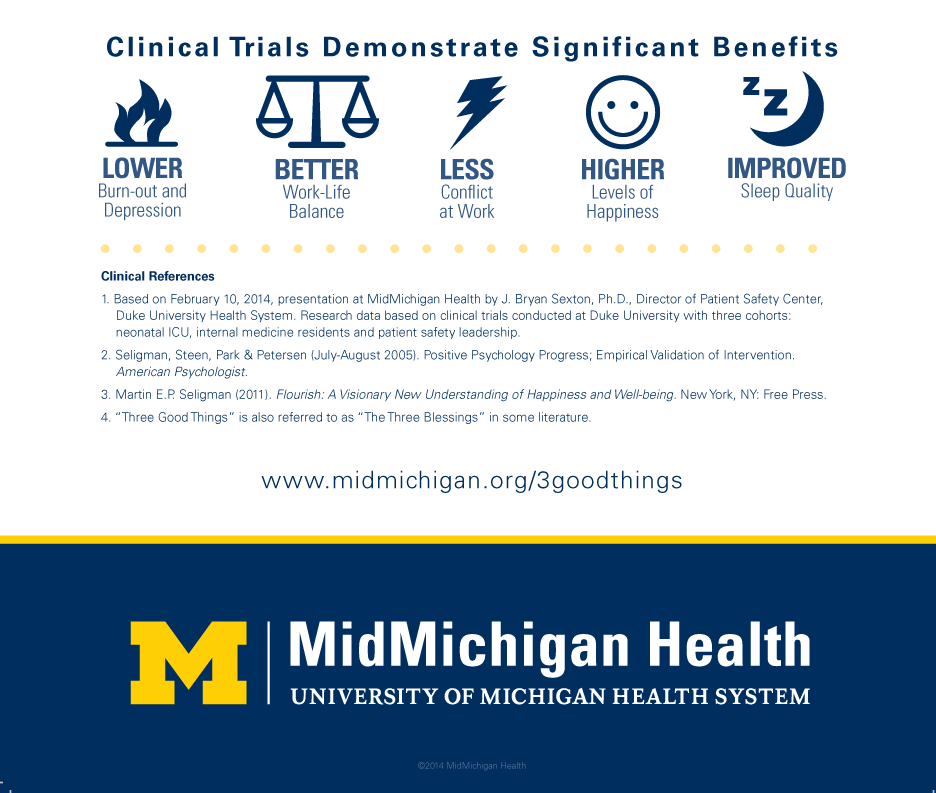 Clinical Trials Demonstrate Significant Benefits
z z
LOWER
Burn-out and
Depression
BETTER
Work-Life
Balance
LESS
Conflict
at Work
HIGHER
Levels of
Happiness
IMPROVED
Sleep Quality
Clinical References
1. Based on February 10, 2014, presentation at MidMichigan Health by J. Bryan Sexton, Ph.D., Director of Patient Safety Center,
Duke University Health System. Research data based on clinical trials conducted at Duke University with three cohorts:
neonatal ICU, internal medicine residents and patient safety leadership.
2. Seligman, Steen, Park & Petersen (July-August 2005). Positive Psychology Progress; Empirical Validation of Intervention.
American Psychologist.
3. Martin E.P. Seligman (2011). Flourish: A Visionary New Understanding of Happiness and Well-being. New York, NY: Free Press.
4. “Three Good Things” is also referred to as “The Three Blessings” in some literature.
www.midmichigan.org/3goodthings
M
MidMichigan Health
UNIVERSITY OF MICHIGAN HEALTH SYSTEM
©2014 MidMichigan Health